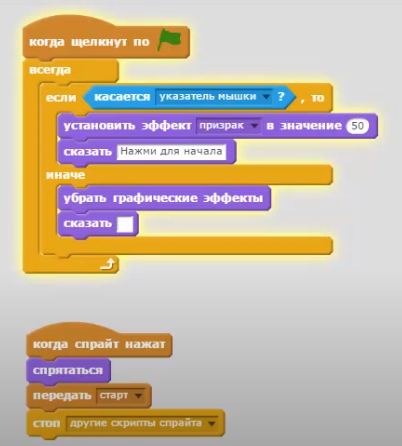 когда щелкнут по
всегда
если касается указатель мышки ? , то
установить эффект призрак в значение 50
сказать Нажми для начала
иначе
убрать графические эффекты
сказать
когда спрайт нажат
спрятаться
передать старт
стоп другие скрипты спрайта